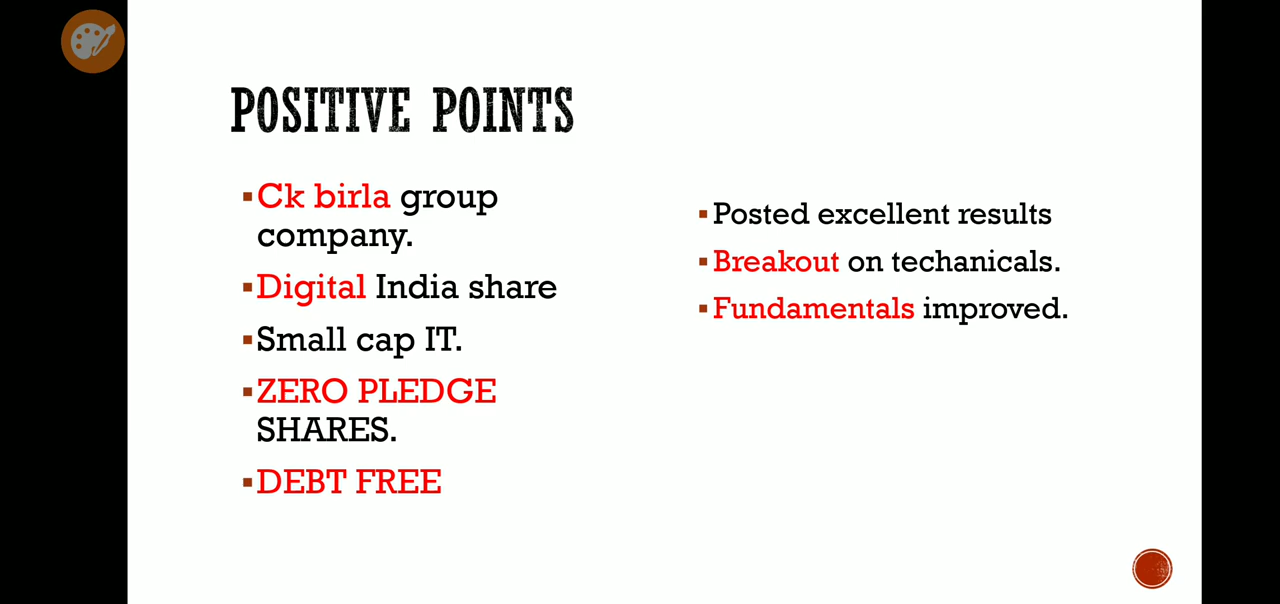 POSITIVE POINTS
▪Ck birla group
company.
▪Digital India share
▪Small cap IT.
▪ZERO PLEDGE
SHARES.
▪DEBT FREE
▪Posted excellent results
▪Breakout on techanicals.
▪Fundamentals improved.